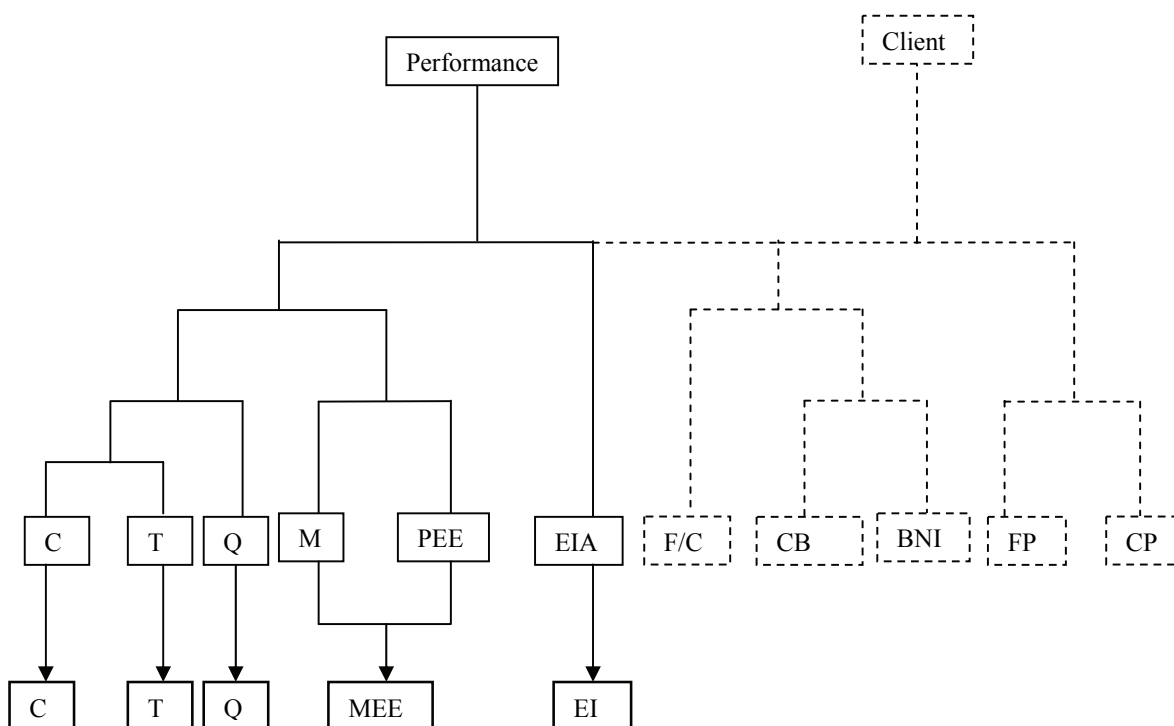 Client
Performance
C
T
Q
M
PEE
EIA
F/C
CB
BNI
FP
CP
C
T
Q
MEE
EI